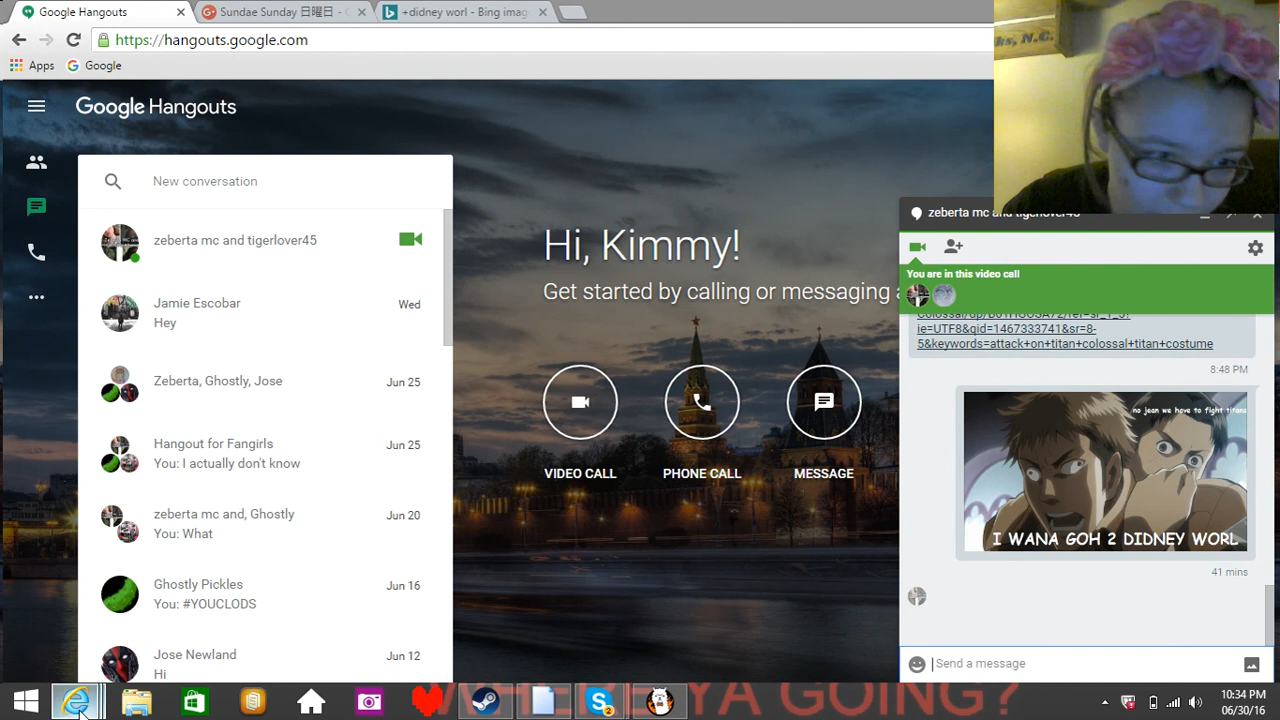 Google Hangouts
Sundae Sunday 日曜日 -
+didney worl - Bing imag
https://hangouts.google.com
Apps
Google
ks, N.C.
Google Hangouts
New conversation
zeberta mc and tigerlover45
Jamie Escobar
Wed
Hey
Zeberta, Ghostly, Jose
Jun 25
Hangout for Fangirls
Jun 25
You: I actually don't know
zeberta mc and, Ghostly
Jun 20
You: What
Ghostly Pickles
Jun 16
You: #YOUCLODS
Jose Newland
Jun 12
Hi
Hi, Kimmy!
Get started by calling or messaging
VIDEO CALL
PHONE CALL
MESSAGE
zeberta mc and tigerlover45
You are in this video call
ie=UTF8&qid=1467333741&sr=8-
5&keywords=attack+on+titan+colossal+titan+costume
8:48 PM
no jean we have to fight titans
I WANA GOH 2 DIDNEY WORL
41 mins
Send a message
WHERE YA GOING?
2
10:34 PM
06/30/16